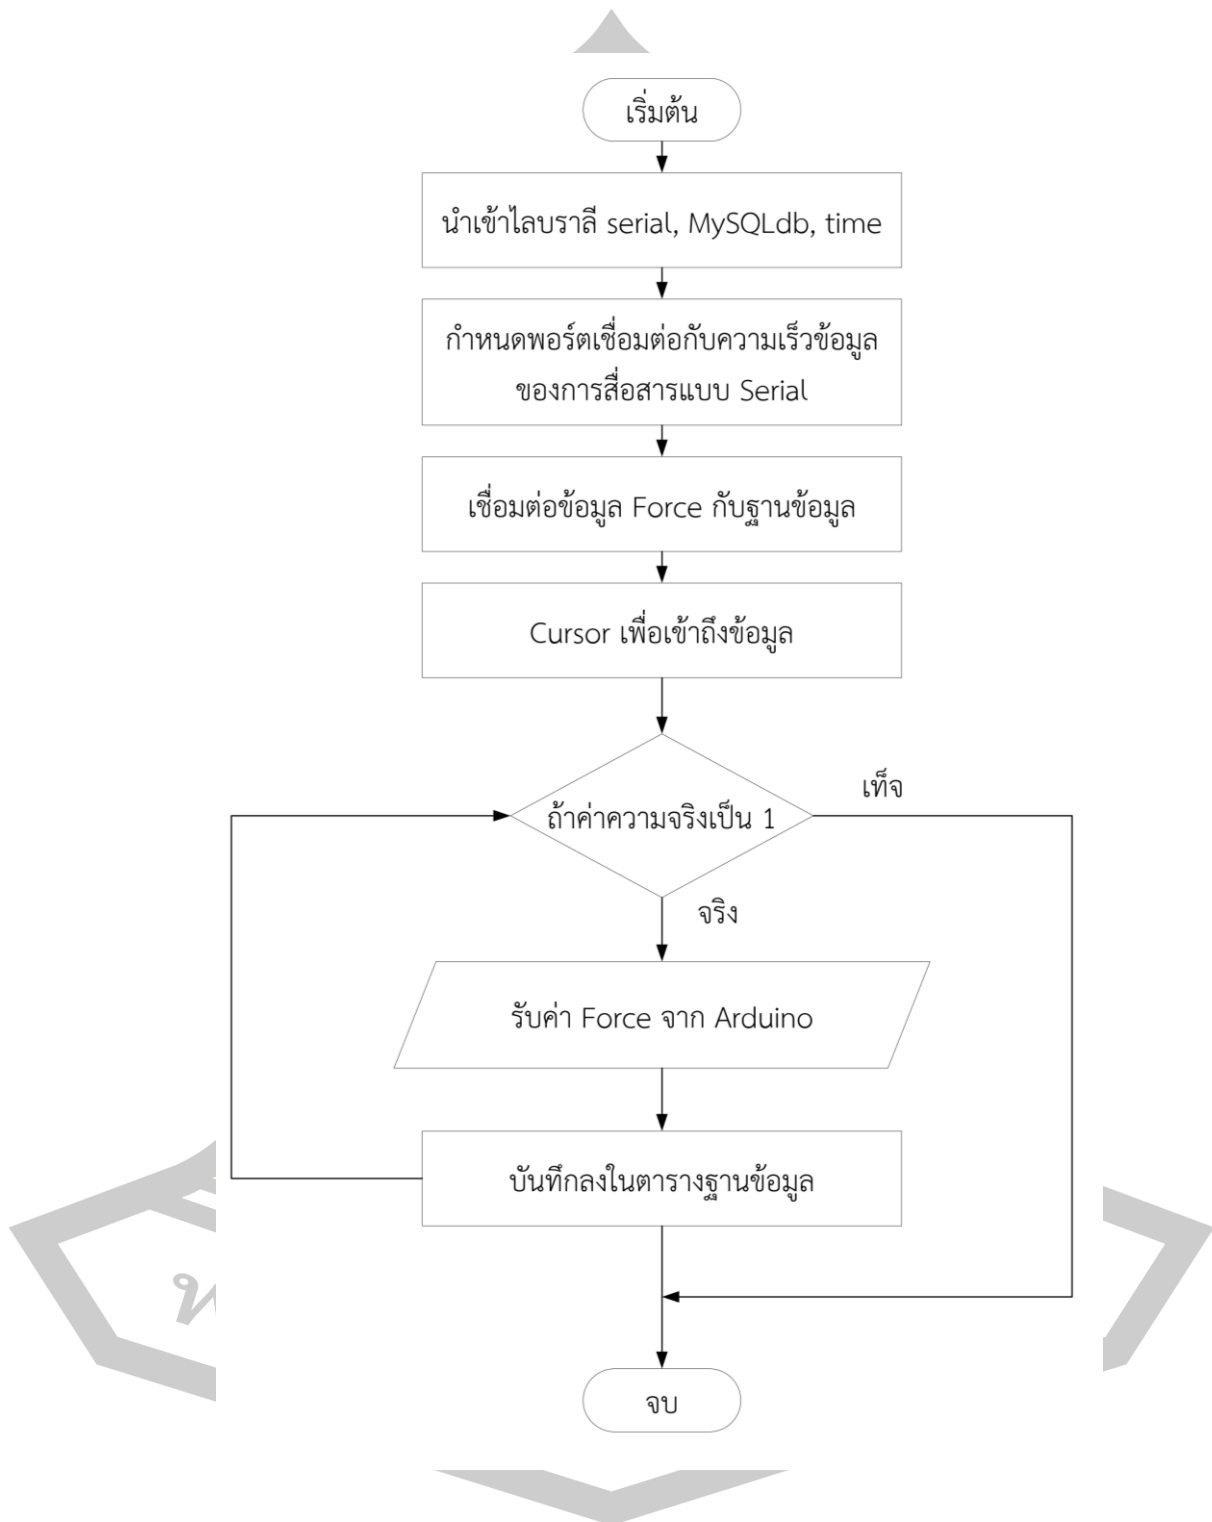 เริ่มต้น
นำเข้าไลบราลี serial, MySQLdb, time
กำหนดพอร์ตเชื่อมต่อกับความเร็วข้อมูล
ของการสื่อสารแบบ Serial
เชื่อมต่อข้อมูล Force กับฐานข้อมูล
Cursor เพื่อเข้าถึงข้อมูล
เท็จ
ถ้าค่าความจริงเป็น 1
จริง
รับค่า Force จาก Arduino
บันทึกลงในตารางฐานข้อมูล
จบ